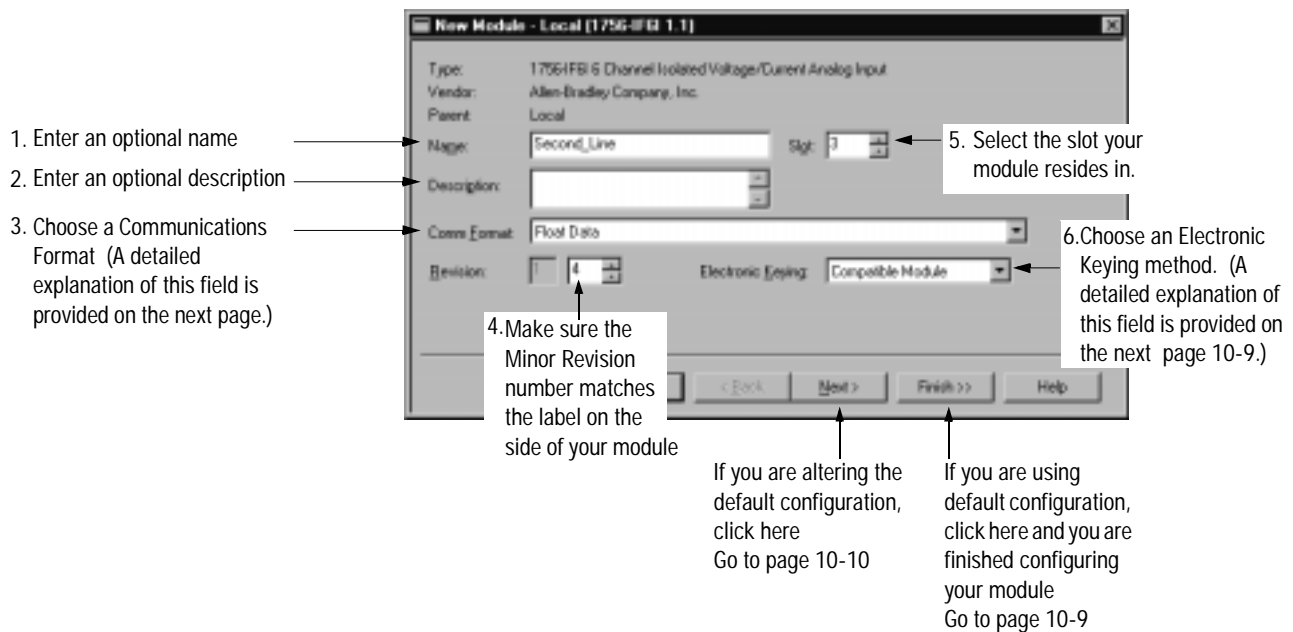 New Module - Local (1756-IF6I 1.1)
Type: 1756-IF6I 6 Channel Isolated Voltage/Current Analog Input
Vendor: Allen-Bradley Company, Inc.
Parent: Local
1. Enter an optional name
Name: Second_Line
Slot: 3
5. Select the slot your
module resides in.
2. Enter an optional description
Description:
3. Choose a Communications
Format (A detailed
explanation of this field is
provided on the next page.)
Comm Format: Float Data
Revision: 1 4
Electronic Keying: Compatible Module
6.Choose an Electronic
Keying method. (A
detailed explanation of
this field is provided on
the next page 10-9.)
4.Make sure the
Minor Revision
number matches
the label on the
side of your module
< Back
Next >
Finish >>
Help
If you are altering the
default configuration,
click here
Go to page 10-10
If you are using
default configuration,
click here and you are
finished configuring
your module
Go to page 10-9